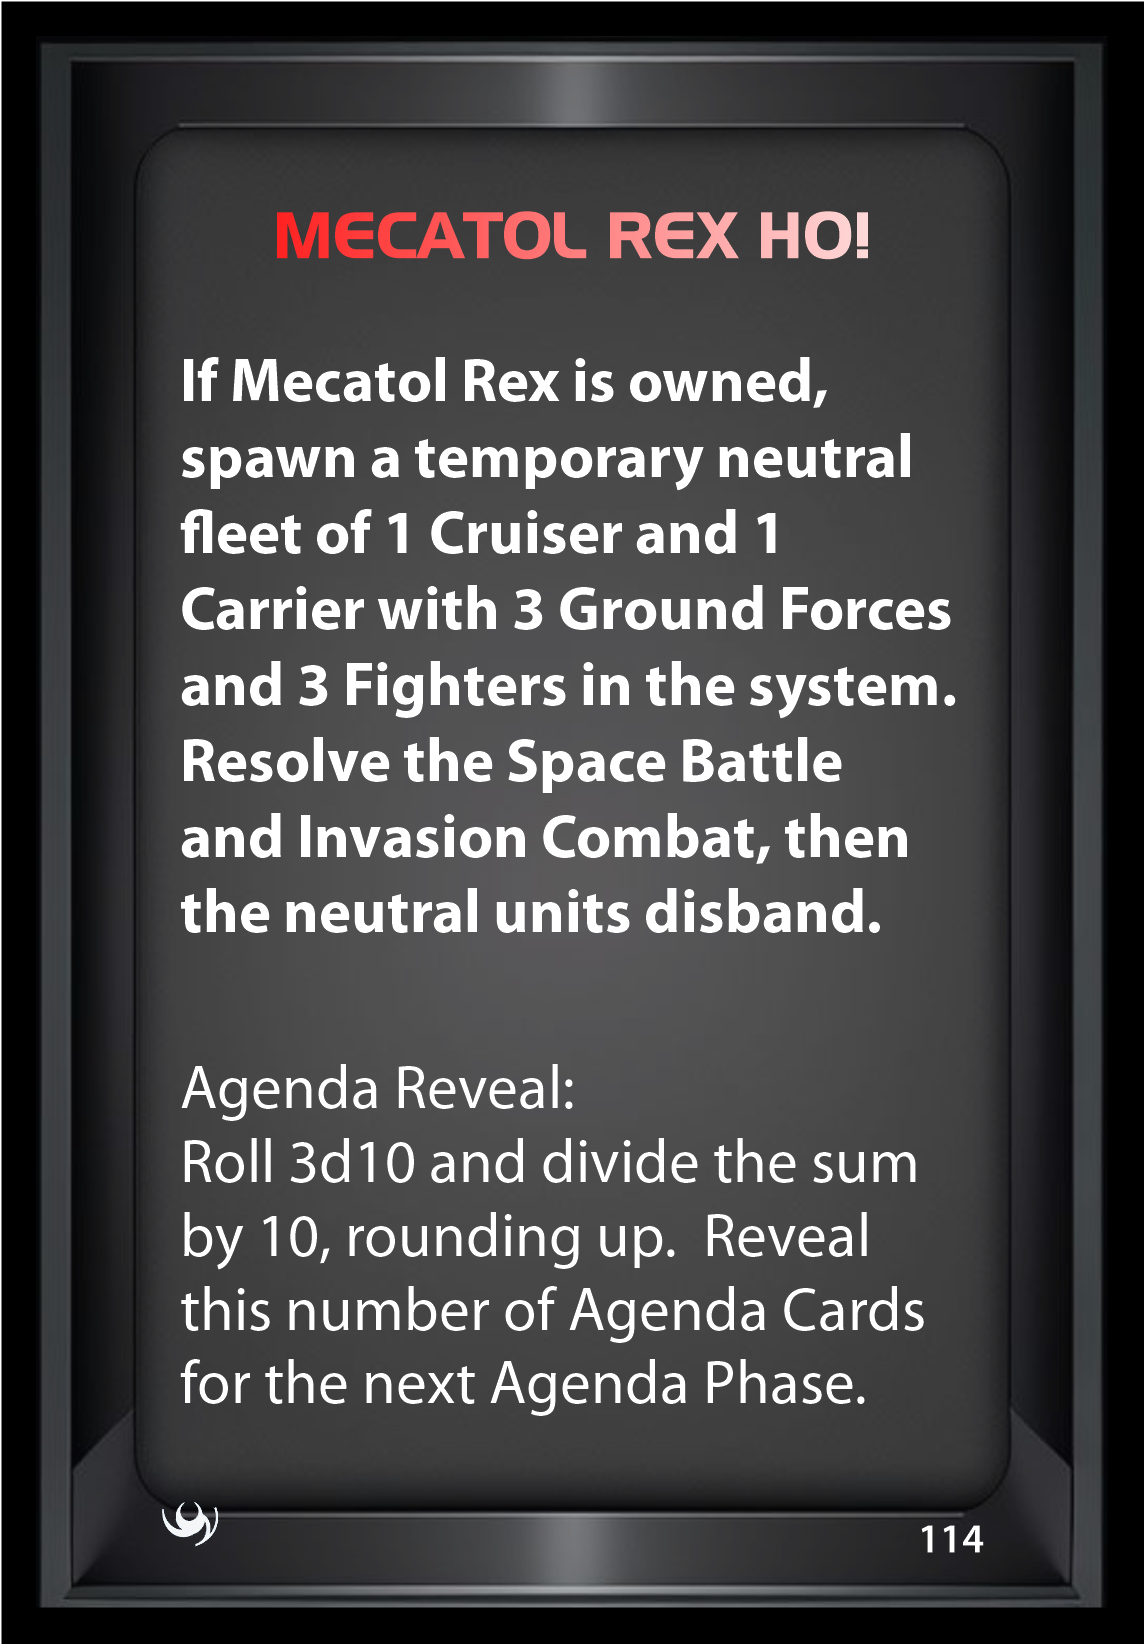 MECATOL REX HO!
If Mecatol Rex is owned,
spawn a temporary neutral
fleet of 1 Cruiser and 1
Carrier with 3 Ground Forces
and 3 Fighters in the system.
Resolve the Space Battle
and Invasion Combat, then
the neutral units disband.
Agenda Reveal:
Roll 3d10 and divide the sum
by 10, rounding up.  Reveal
this number of Agenda Cards
for the next Agenda Phase.
114